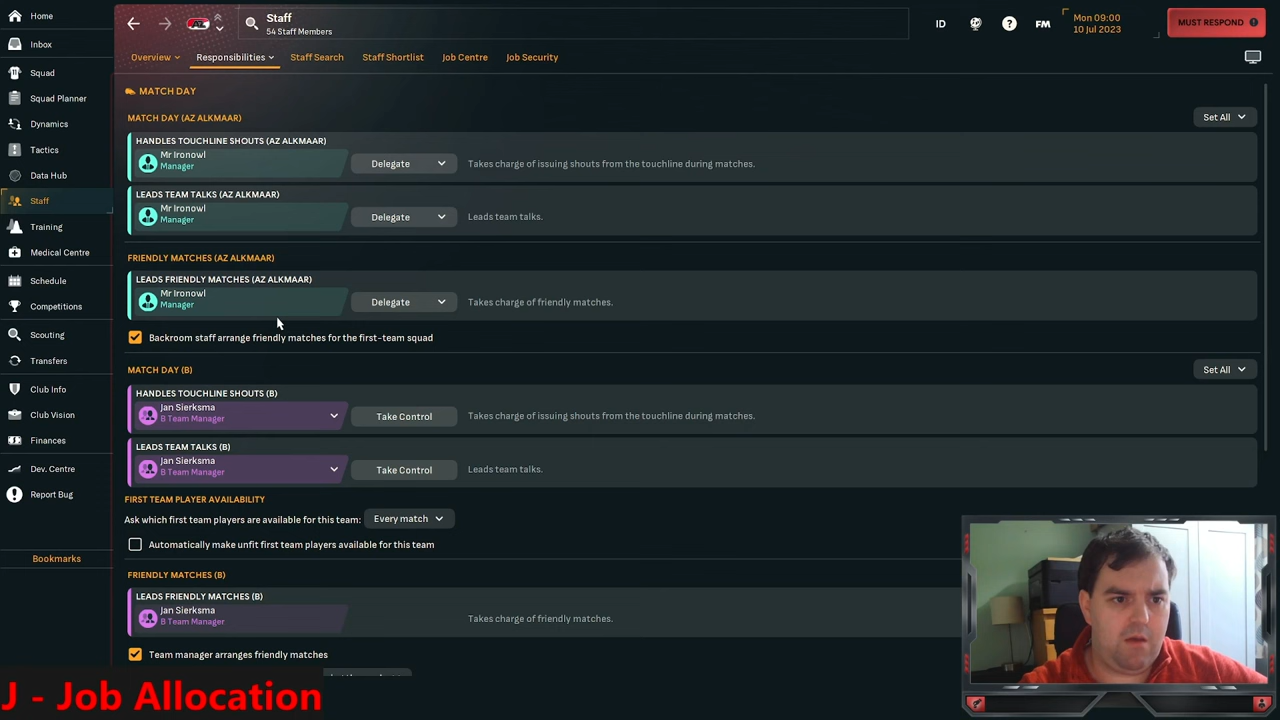 Home
Staff
54 Staff Members
ID
?
FM
Mon 09:00
10 Jul 2023
MUST RESPOND
Inbox
Squad
Squad Planner
Dynamics
Tactics
Data Hub
Staff
Training
Medical Centre
Schedule
Competitions
Scouting
Transfers
Club Info
Club Vision
Finances
Dev. Centre
Report Bug
Bookmarks
Overview
Responsibilities
Staff Search
Staff Shortlist
Job Centre
Job Security
MATCH DAY
MATCH DAY (AZ ALKMAAR)
Set All
HANDLES TOUCHLINE SHOUTS (AZ ALKMAAR)
Mr Ironowl
Manager
Delegate
Takes charge of issuing shouts from the touchline during matches.
LEADS TEAM TALKS (AZ ALKMAAR)
Mr Ironowl
Manager
Delegate
Leads team talks.
FRIENDLY MATCHES (AZ ALKMAAR)
LEADS FRIENDLY MATCHES (AZ ALKMAAR)
Mr Ironowl
Manager
Delegate
Takes charge of friendly matches.
Backroom staff arrange friendly matches for the first-team squad
MATCH DAY (B)
Set All
HANDLES TOUCHLINE SHOUTS (B)
Jan Sierksma
B Team Manager
Take Control
Takes charge of issuing shouts from the touchline during matches.
LEADS TEAM TALKS (B)
Jan Sierksma
B Team Manager
Take Control
Leads team talks.
FIRST TEAM PLAYER AVAILABILITY
Ask which first team players are available for this team:
Every match
Automatically make unfit first team players available for this team
FRIENDLY MATCHES (B)
LEADS FRIENDLY MATCHES (B)
Jan Sierksma
B Team Manager
Takes charge of friendly matches.
Team manager arranges friendly matches
J - Job Allocation